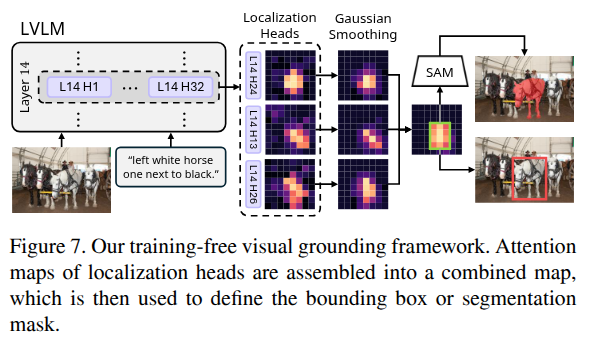 LVLM
Localization
Heads
Gaussian
Smoothing
Layer 14
L14 H1 ... L14 H32
L14 H24
L14 H13
L14 H26
SAM
“left white horse
one next to black.”
Figure 7. Our training-free visual grounding framework. Attention
maps of localization heads are assembled into a combined map,
which is then used to define the bounding box or segmentation
mask.